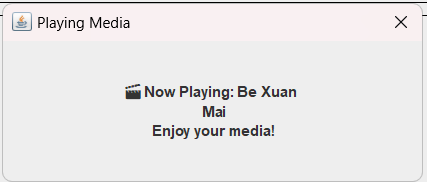 Playing Media
🎬 Now Playing: Be Xuan
Mai
Enjoy your media!